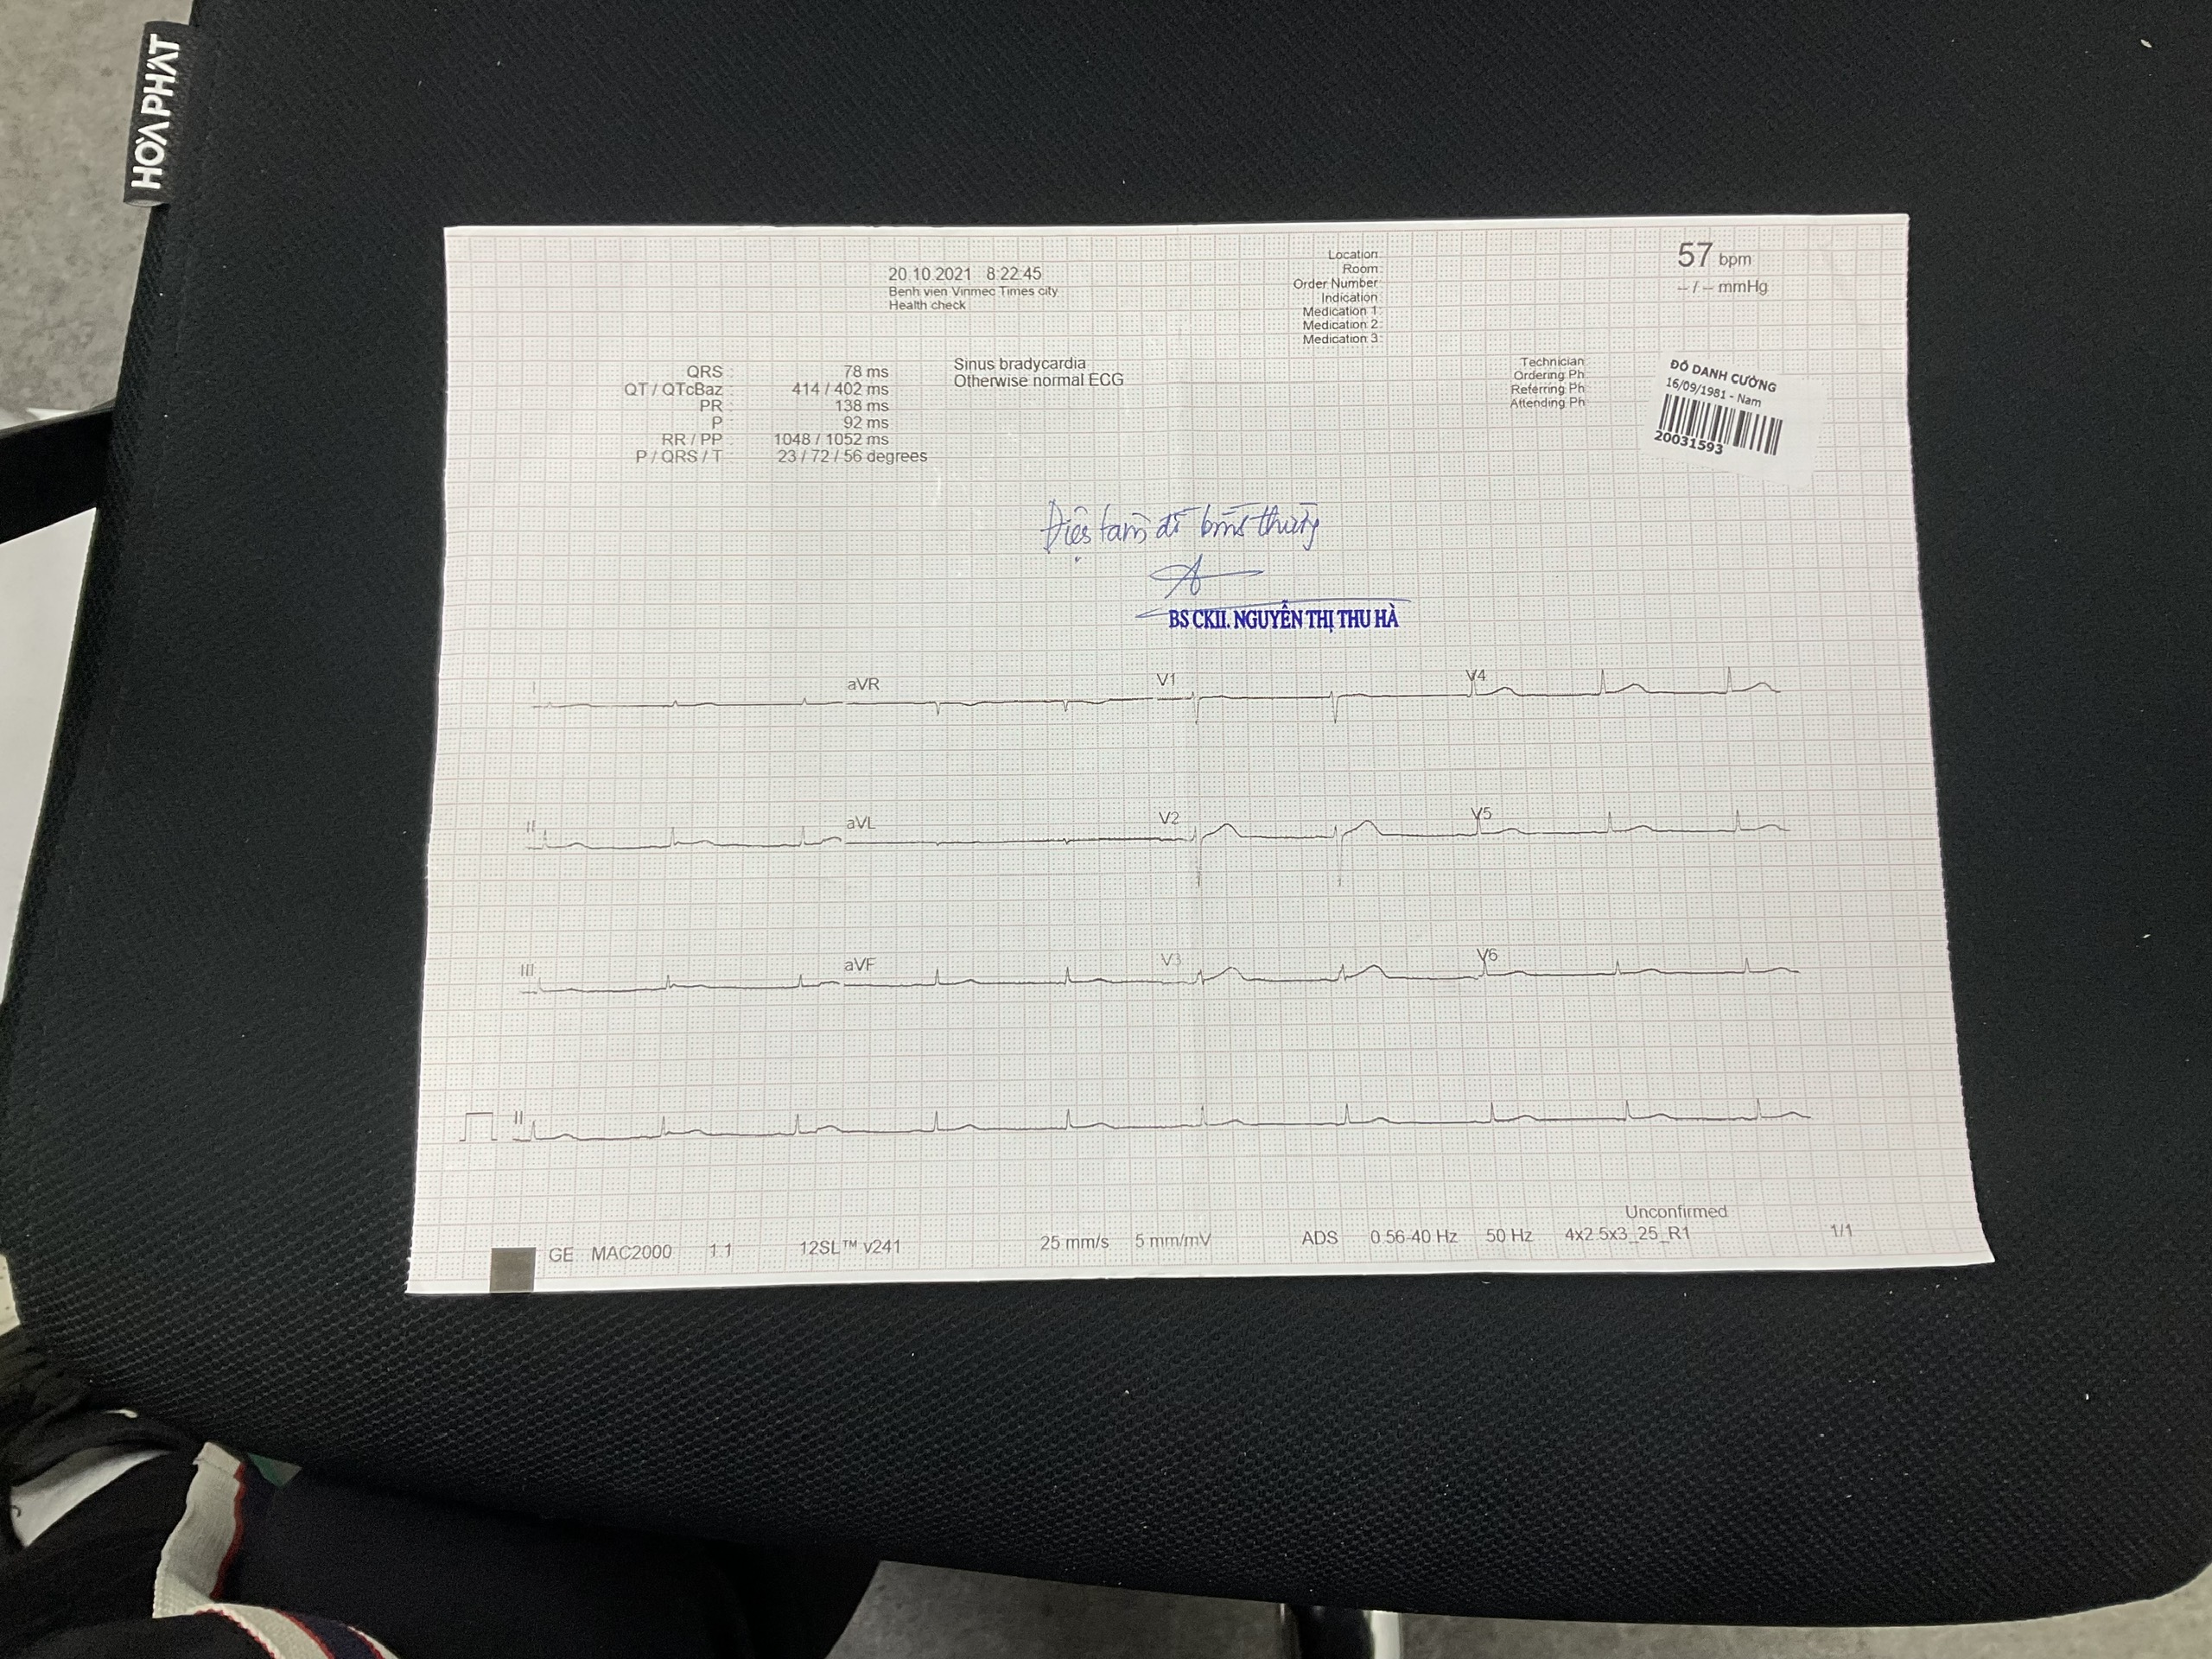 HOAPHAT
20.10.2021 8:22:45
Benh vien Vinmec Times city
Health check
Location
Room
Order Number
Indication
Medication 1
Medication 2
Medication 3
57 bpm
-- / -- mmHg
QRS : 78 ms
QT / QTcBaz : 414 / 402 ms
PR : 138 ms
P : 92 ms
RR / PP : 1048 / 1052 ms
P / QRS / T : 23 / 72 / 56 degrees
Sinus bradycardia
Otherwise normal ECG
Technician
Ordering Ph
Referring Ph
Attending Ph
ĐỖ DANH CƯỜNG
16/09/1981 - Nam
20031593
Điện tâm đồ bình thường
BS CKII. NGUYỄN THỊ THU HÀ
I aVR V1 V4
II aVL V2 V5
III aVF V3 V6
II
Unconfirmed
GE MAC2000 1.1 12SL™ v241 25 mm/s 5 mm/mV ADS 0.56-40 Hz 50 Hz 4x2.5x3_25_R1 1/1